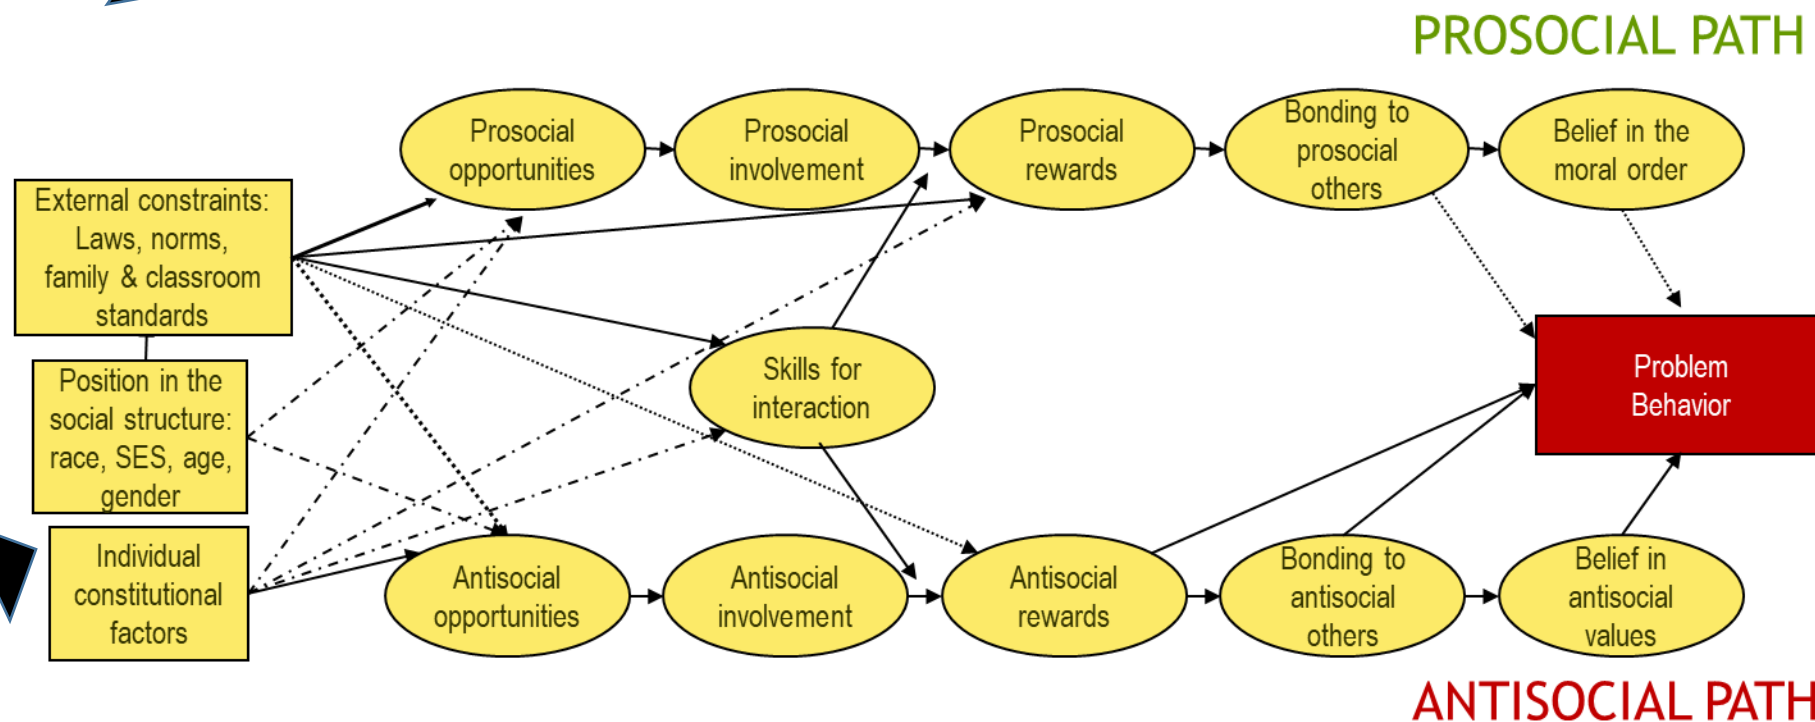 PROSOCIAL PATH
Prosocial
opportunities
Prosocial
involvement
Prosocial
rewards
Bonding to
prosocial
others
Belief in the
moral order
External constraints:
Laws, norms,
family & classroom
standards
Position in the
social structure:
race, SES, age,
gender
Individual
constitutional
factors
Skills for
interaction
Problem
Behavior
Antisocial
opportunities
Antisocial
involvement
Antisocial
rewards
Bonding to
antisocial
others
Belief in
antisocial
values
ANTISOCIAL PATH